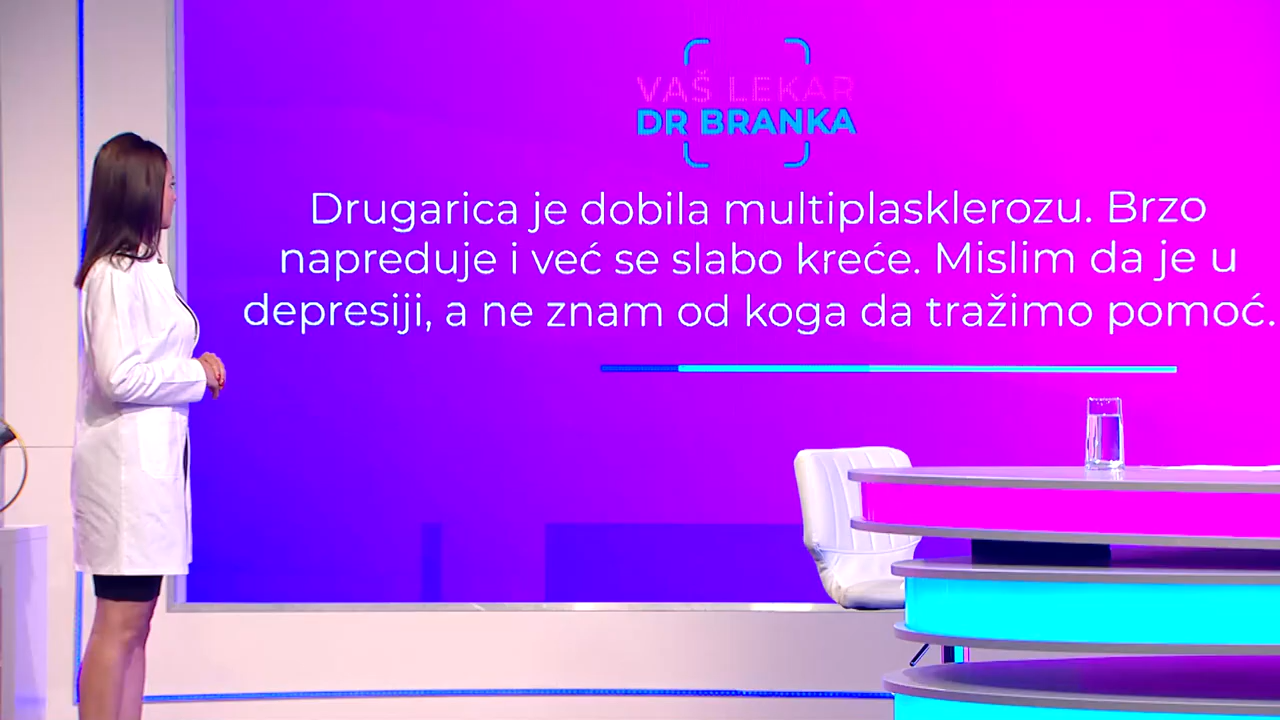 VAŠ LEKAR
DR BRANKA
Drugarica je dobila multiplasklerozu. Brzo
napreduje i već se slabo kreće. Mislim da je u
depresiji, a ne znam od koga da tražimo pomoć.